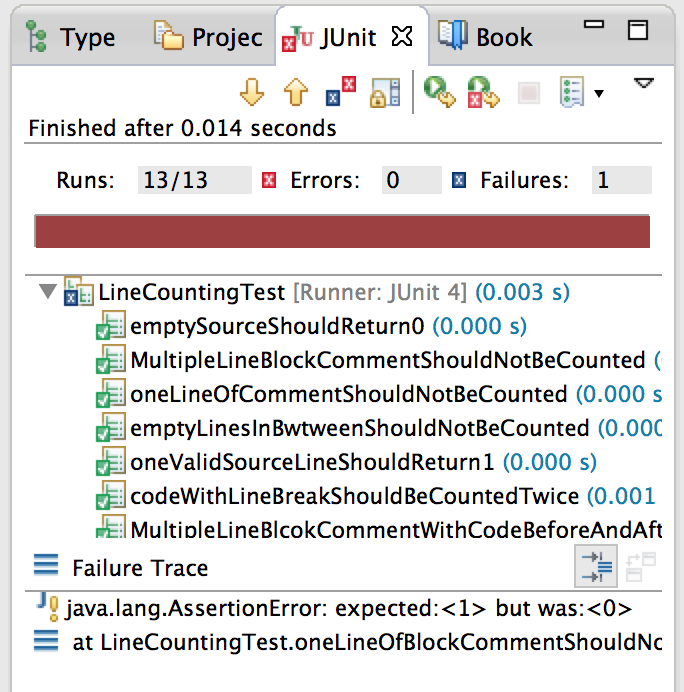 Type Projec JUnit Book
Finished after 0.014 seconds
Runs: 13/13 Errors: 0 Failures: 1
LineCountingTest [Runner: JUnit 4] (0.003 s)
emptySourceShouldReturn0 (0.000 s)
MultipleLineBlockCommentShouldNotBeCounted (
oneLineOfCommentShouldNotBeCounted (0.000 s
emptyLinesInBwtweenShouldNotBeCounted (0.000
oneValidSourceLineShouldReturn1 (0.000 s)
codeWithLineBreakShouldBeCountedTwice (0.001
MultipleLineBlcokCommentWithCodeBeforeAndAft
Failure Trace
java.lang.AssertionError: expected:<1> but was:<0>
at LineCountingTest.oneLineOfBlockCommentShouldNo